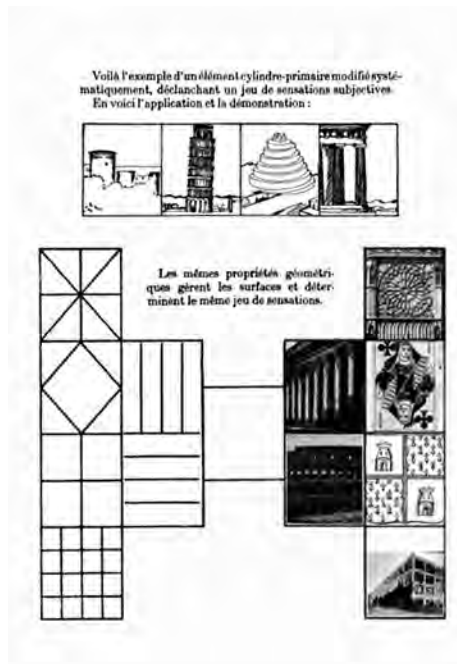 Voilà l'exemple d'un élément cylindre-primaire modifié systé-
matiquement, déclanchant un jeu de sensations subjectives.
En voici l'application et la démonstration :
Les mêmes propriétés géométri-
ques gèrent les surfaces et déter-
minent le même jeu de sensations.